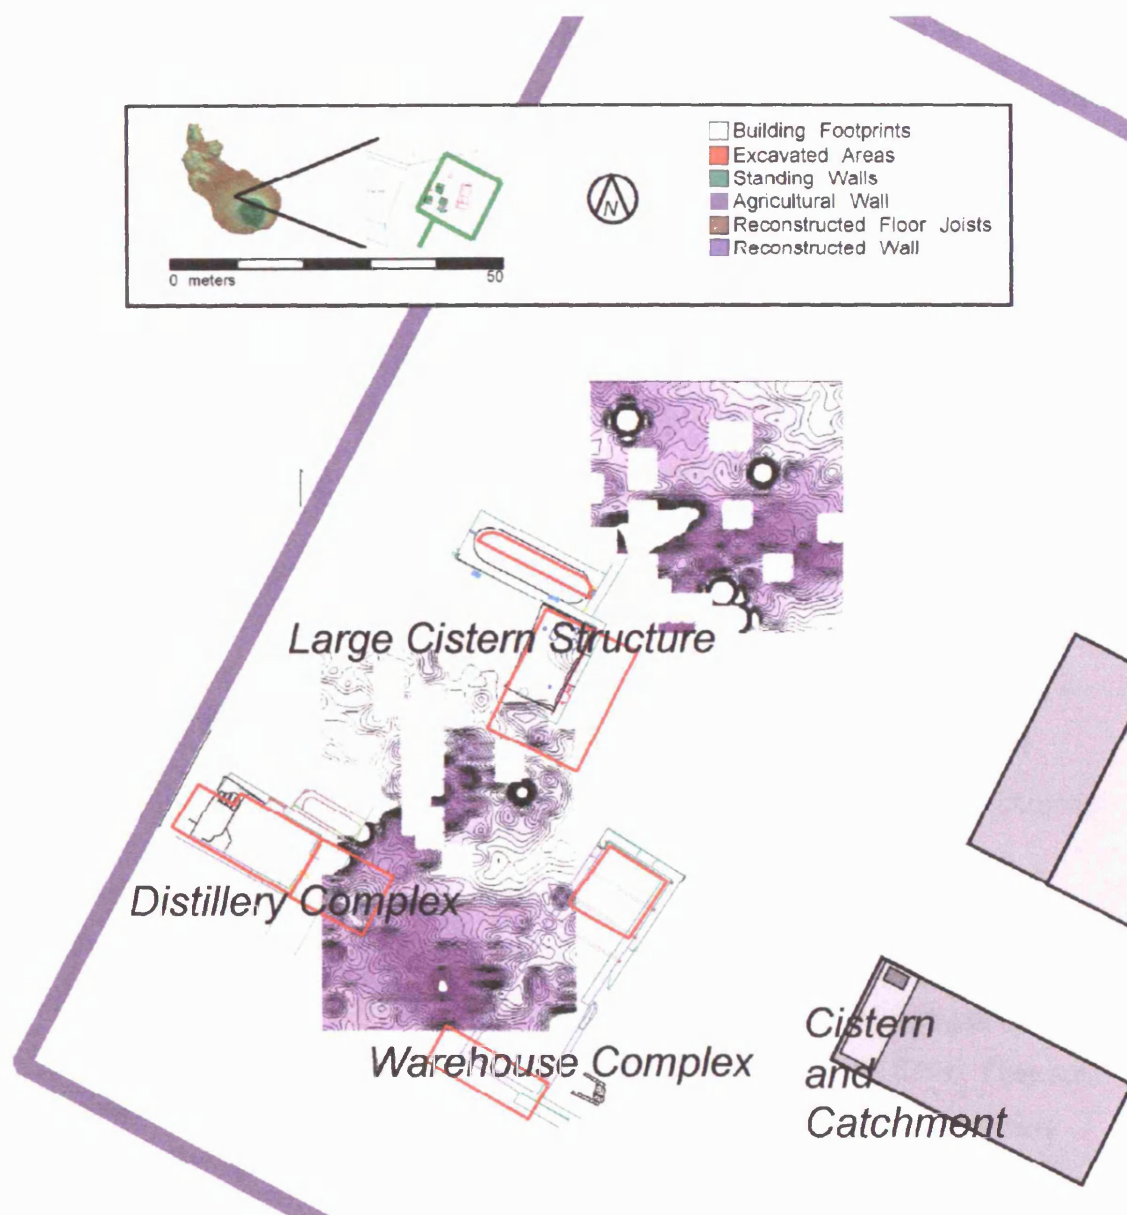 Building Footprints
Excavated Areas
Standing Walls
Agricultural Wall
Reconstructed Floor Joists
Reconstructed Wall
N
0 meters 50
Large Cistern Structure
Distillery Complex
Warehouse Complex
Cistern
and
Catchment